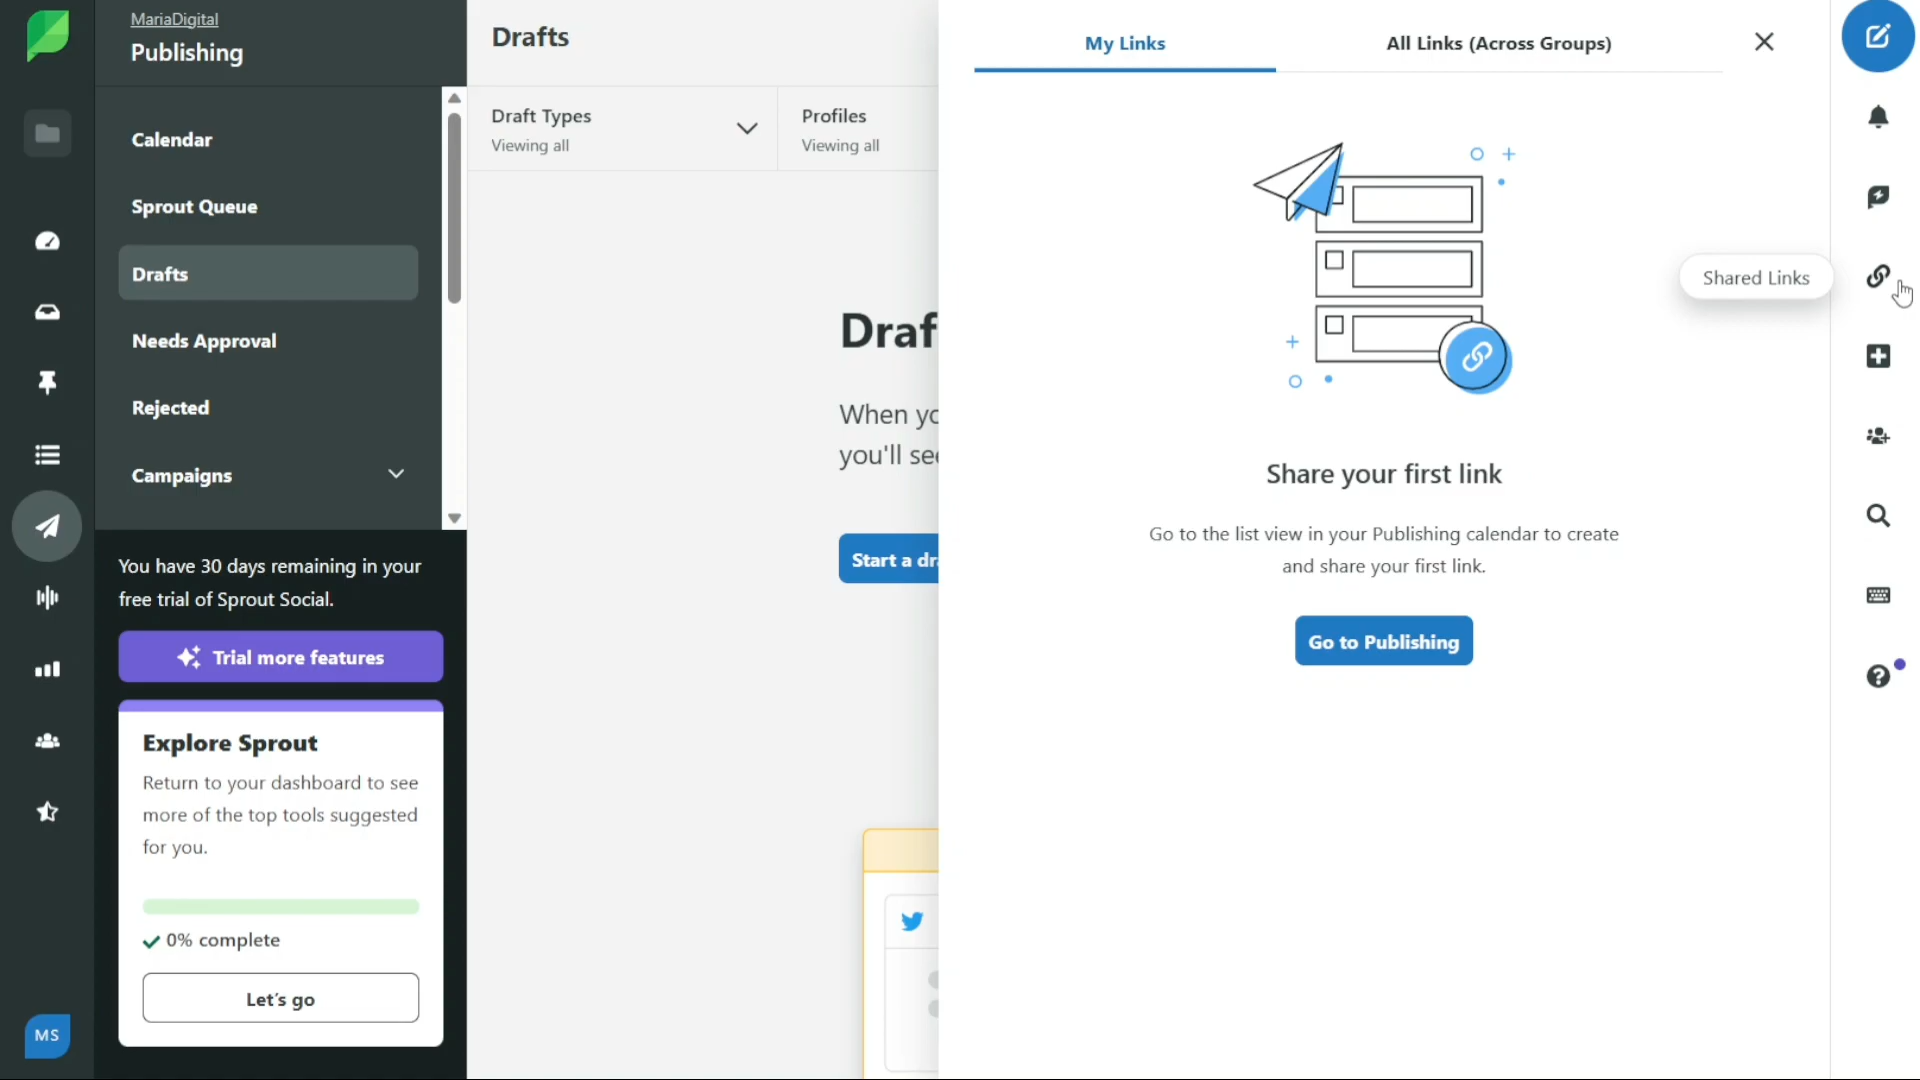 MariaDigital
Publishing
Calendar
Sprout Queue
Drafts
Needs Approval
Rejected
Campaigns
You have 30 days remaining in your
free trial of Sprout Social.
Trial more features
Explore Sprout
Return to your dashboard to see
more of the top tools suggested
for you.
0% complete
Let's go
MS
Drafts
Draft Types
Viewing all
Profiles
Viewing all
Draf
When yo
you'll see
Start a dra
My Links
All Links (Across Groups)
Share your first link
Go to the list view in your Publishing calendar to create
and share your first link.
Go to Publishing
Shared Links